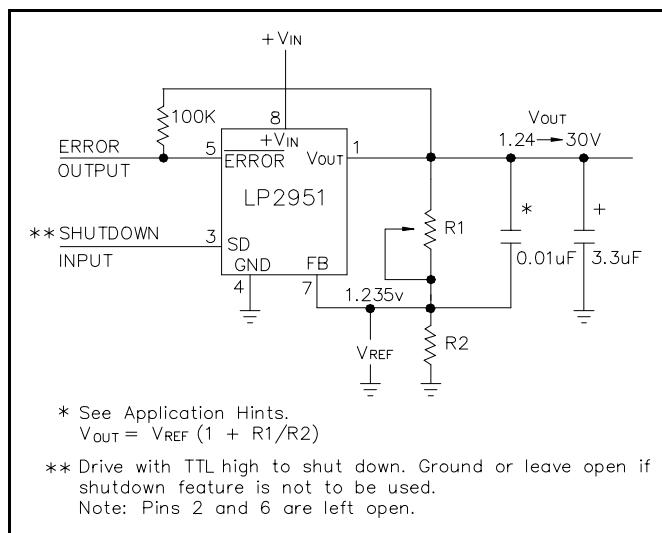 +VIN
100K
8
+VIN
VOUT
1.24→30V
ERROR
OUTPUT
5
ERROR
VOUT
1
LP2951
** SHUTDOWN
INPUT
3
SD
GND
FB
4
7
1.235v
R1
*
0.01uF
+
3.3uF
VREF
R2
* See Application Hints.
VOUT = VREF (1 + R1/R2)
** Drive with TTL high to shut down. Ground or leave open if
shutdown feature is not to be used.
Note: Pins 2 and 6 are left open.